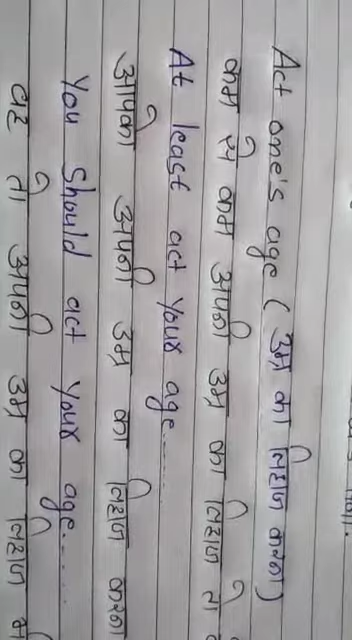 Act one's age (उम्र का लिहाज करना)
कम से कम अपनी उम्र का लिहाज तो
At least act your age.....
आपको अपनी उम्र का लिहाज करना
You should act your age.....
वह तो अपनी उम्र का लिहाज